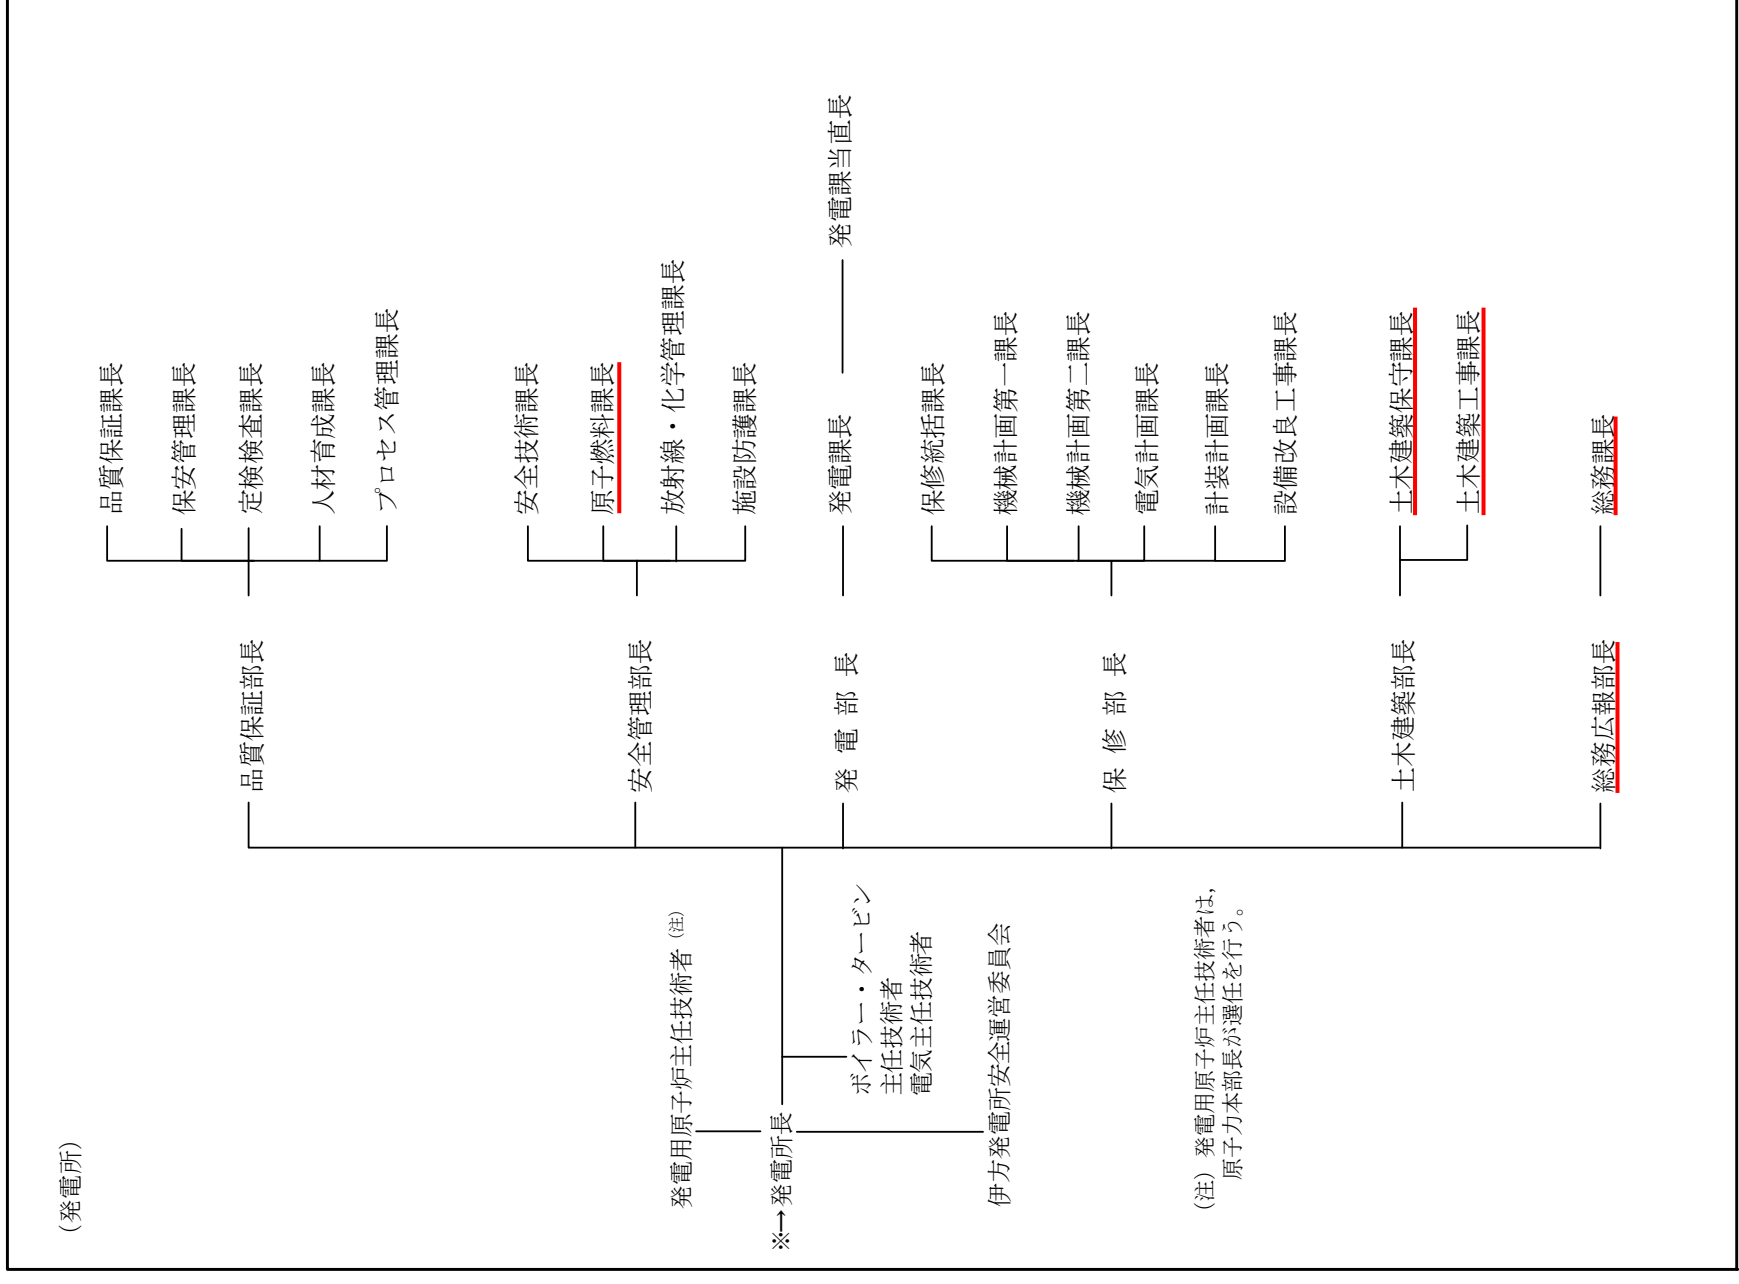 (発電所)
発電用原子炉主任技術者 (注)
※→発電所長
ボイラー・タービン
主任技術者
電気主任技術者
伊方発電所安全運営委員会
(注) 発電用原子炉主任技術者は,
原子力本部長が選任を行う。
品質保証部長
品質保証課長
保安管理課長
定検検査課長
人材育成課長
プロセス管理課長
安全管理部長
安全技術課長
原子燃料課長
放射線・化学管理課長
施設防護課長
発電部長
発電課長
発電課当直長
保修部長
保修統括課長
機械計画第一課長
機械計画第二課長
電気計画課長
計装計画課長
設備改良工事課長
土木建築部長
土木建築保守課長
土木建築工事課長
総務広報部長
総務課長